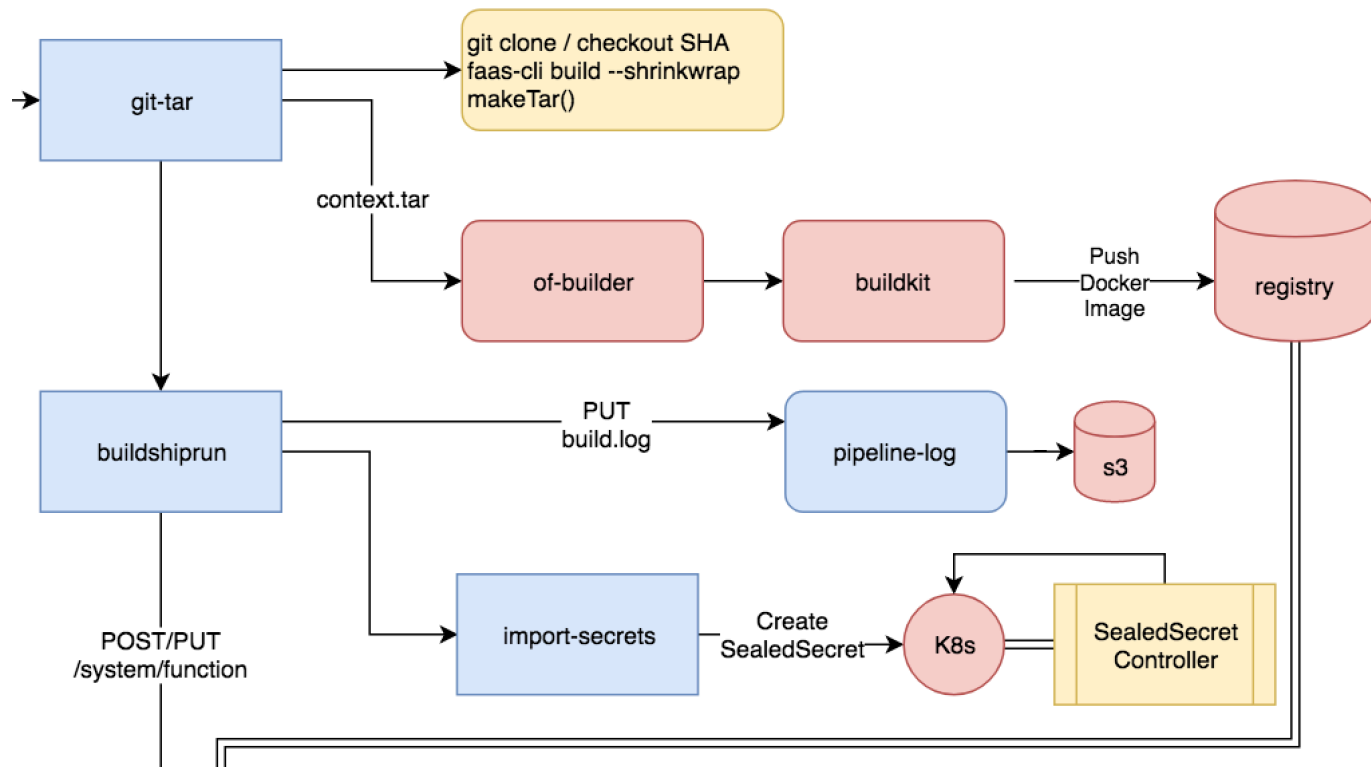 git clone / checkout SHA
faas-cli build --shrinkwrap
makeTar()
git-tar
context.tar
of-builder
buildkit
Push
Docker
Image
registry
buildshiprun
PUT
build.log
pipeline-log
s3
import-secrets
Create
SealedSecret
K8s
SealedSecret
Controller
POST/PUT
/system/function